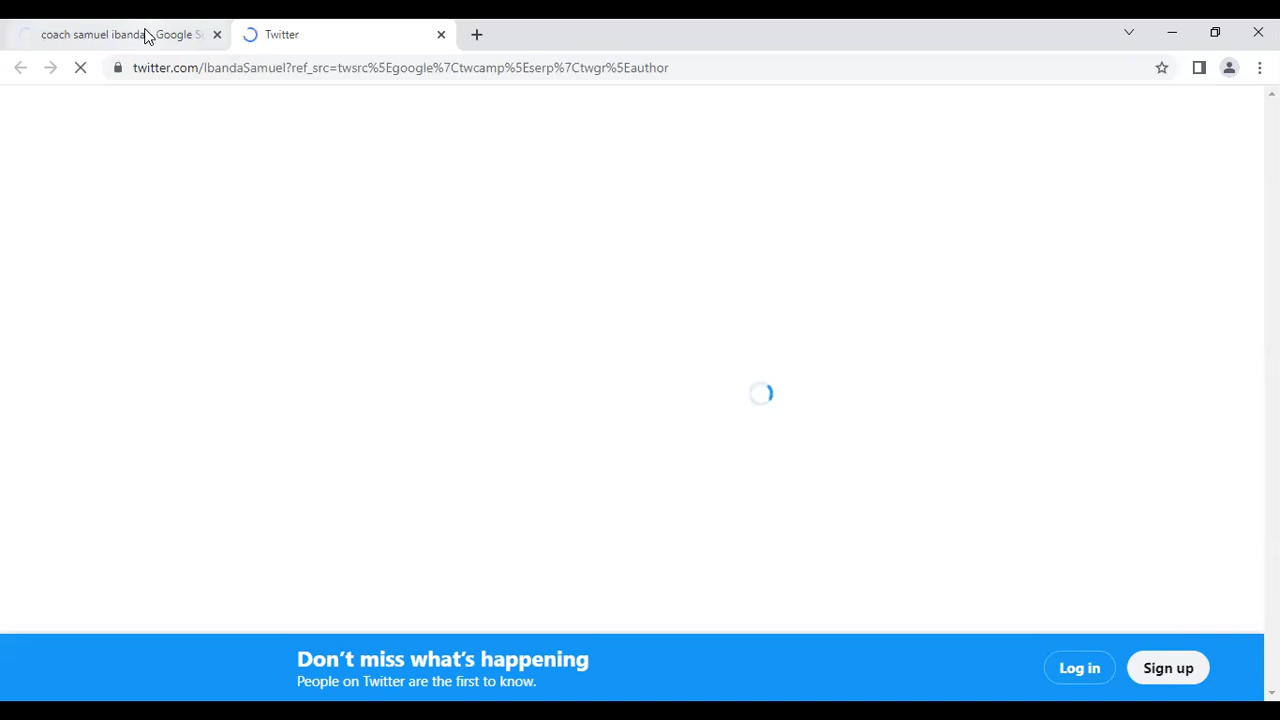 coach samuel ibanda - Google S
Twitter
twitter.com/IbandaSamuel?ref_src=twsrc%5Egoogle%7Ctwcamp%5Eserp%7Ctwgr%5Eauthor
Don't miss what's happening
People on Twitter are the first to know.
Log in
Sign up